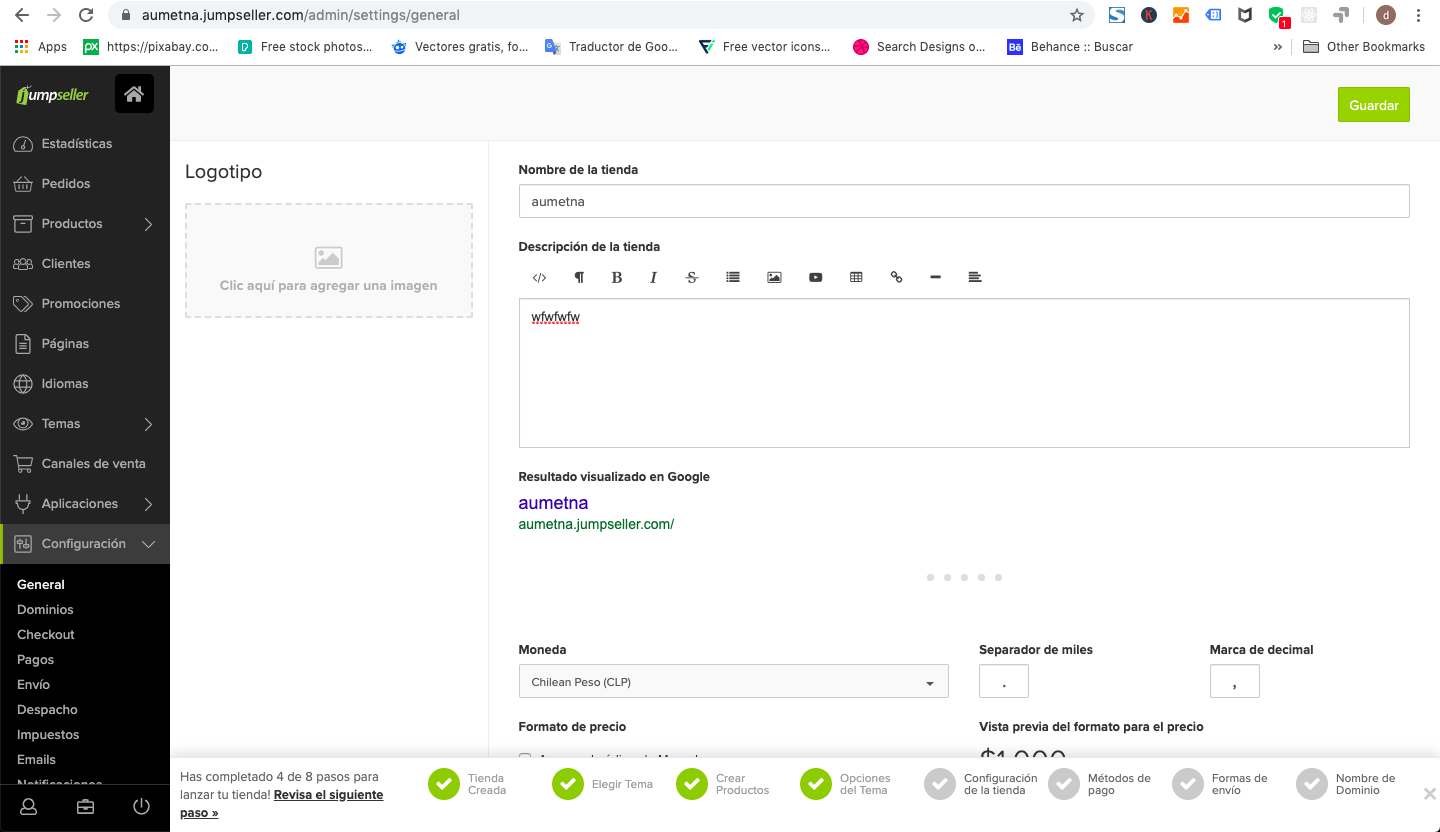 aumetna.jumpseller.com/admin/settings/general
Apps
https://pixabay.co...
Free stock photos...
Vectores gratis, fo...
Traductor de Goo...
Free vector icons...
Search Designs o...
Bē Behance :: Buscar
»
Other Bookmarks
jumpseller
Guardar
Estadísticas
Pedidos
Productos
Clientes
Promociones
Páginas
Idiomas
Temas
Canales de venta
Aplicaciones
Configuración
General
Dominios
Checkout
Pagos
Envío
Despacho
Impuestos
Emails
Logotipo
Clic aquí para agregar una imagen
Nombre de la tienda
aumetna
Descripción de la tienda
wfwfwfw
Resultado visualizado en Google
aumetna
aumetna.jumpseller.com/
Moneda
Chilean Peso (CLP)
Separador de miles
.
Marca de decimal
,
Formato de precio
Vista previa del formato para el precio
$1.000
Has completado 4 de 8 pasos para
lanzar tu tienda! Revisa el siguiente
paso »
Tienda
Creada
Elegir Tema
Crear
Productos
Opciones
del Tema
Configuración
de la tienda
Métodos de
pago
Formas de
envío
Nombre de
Dominio